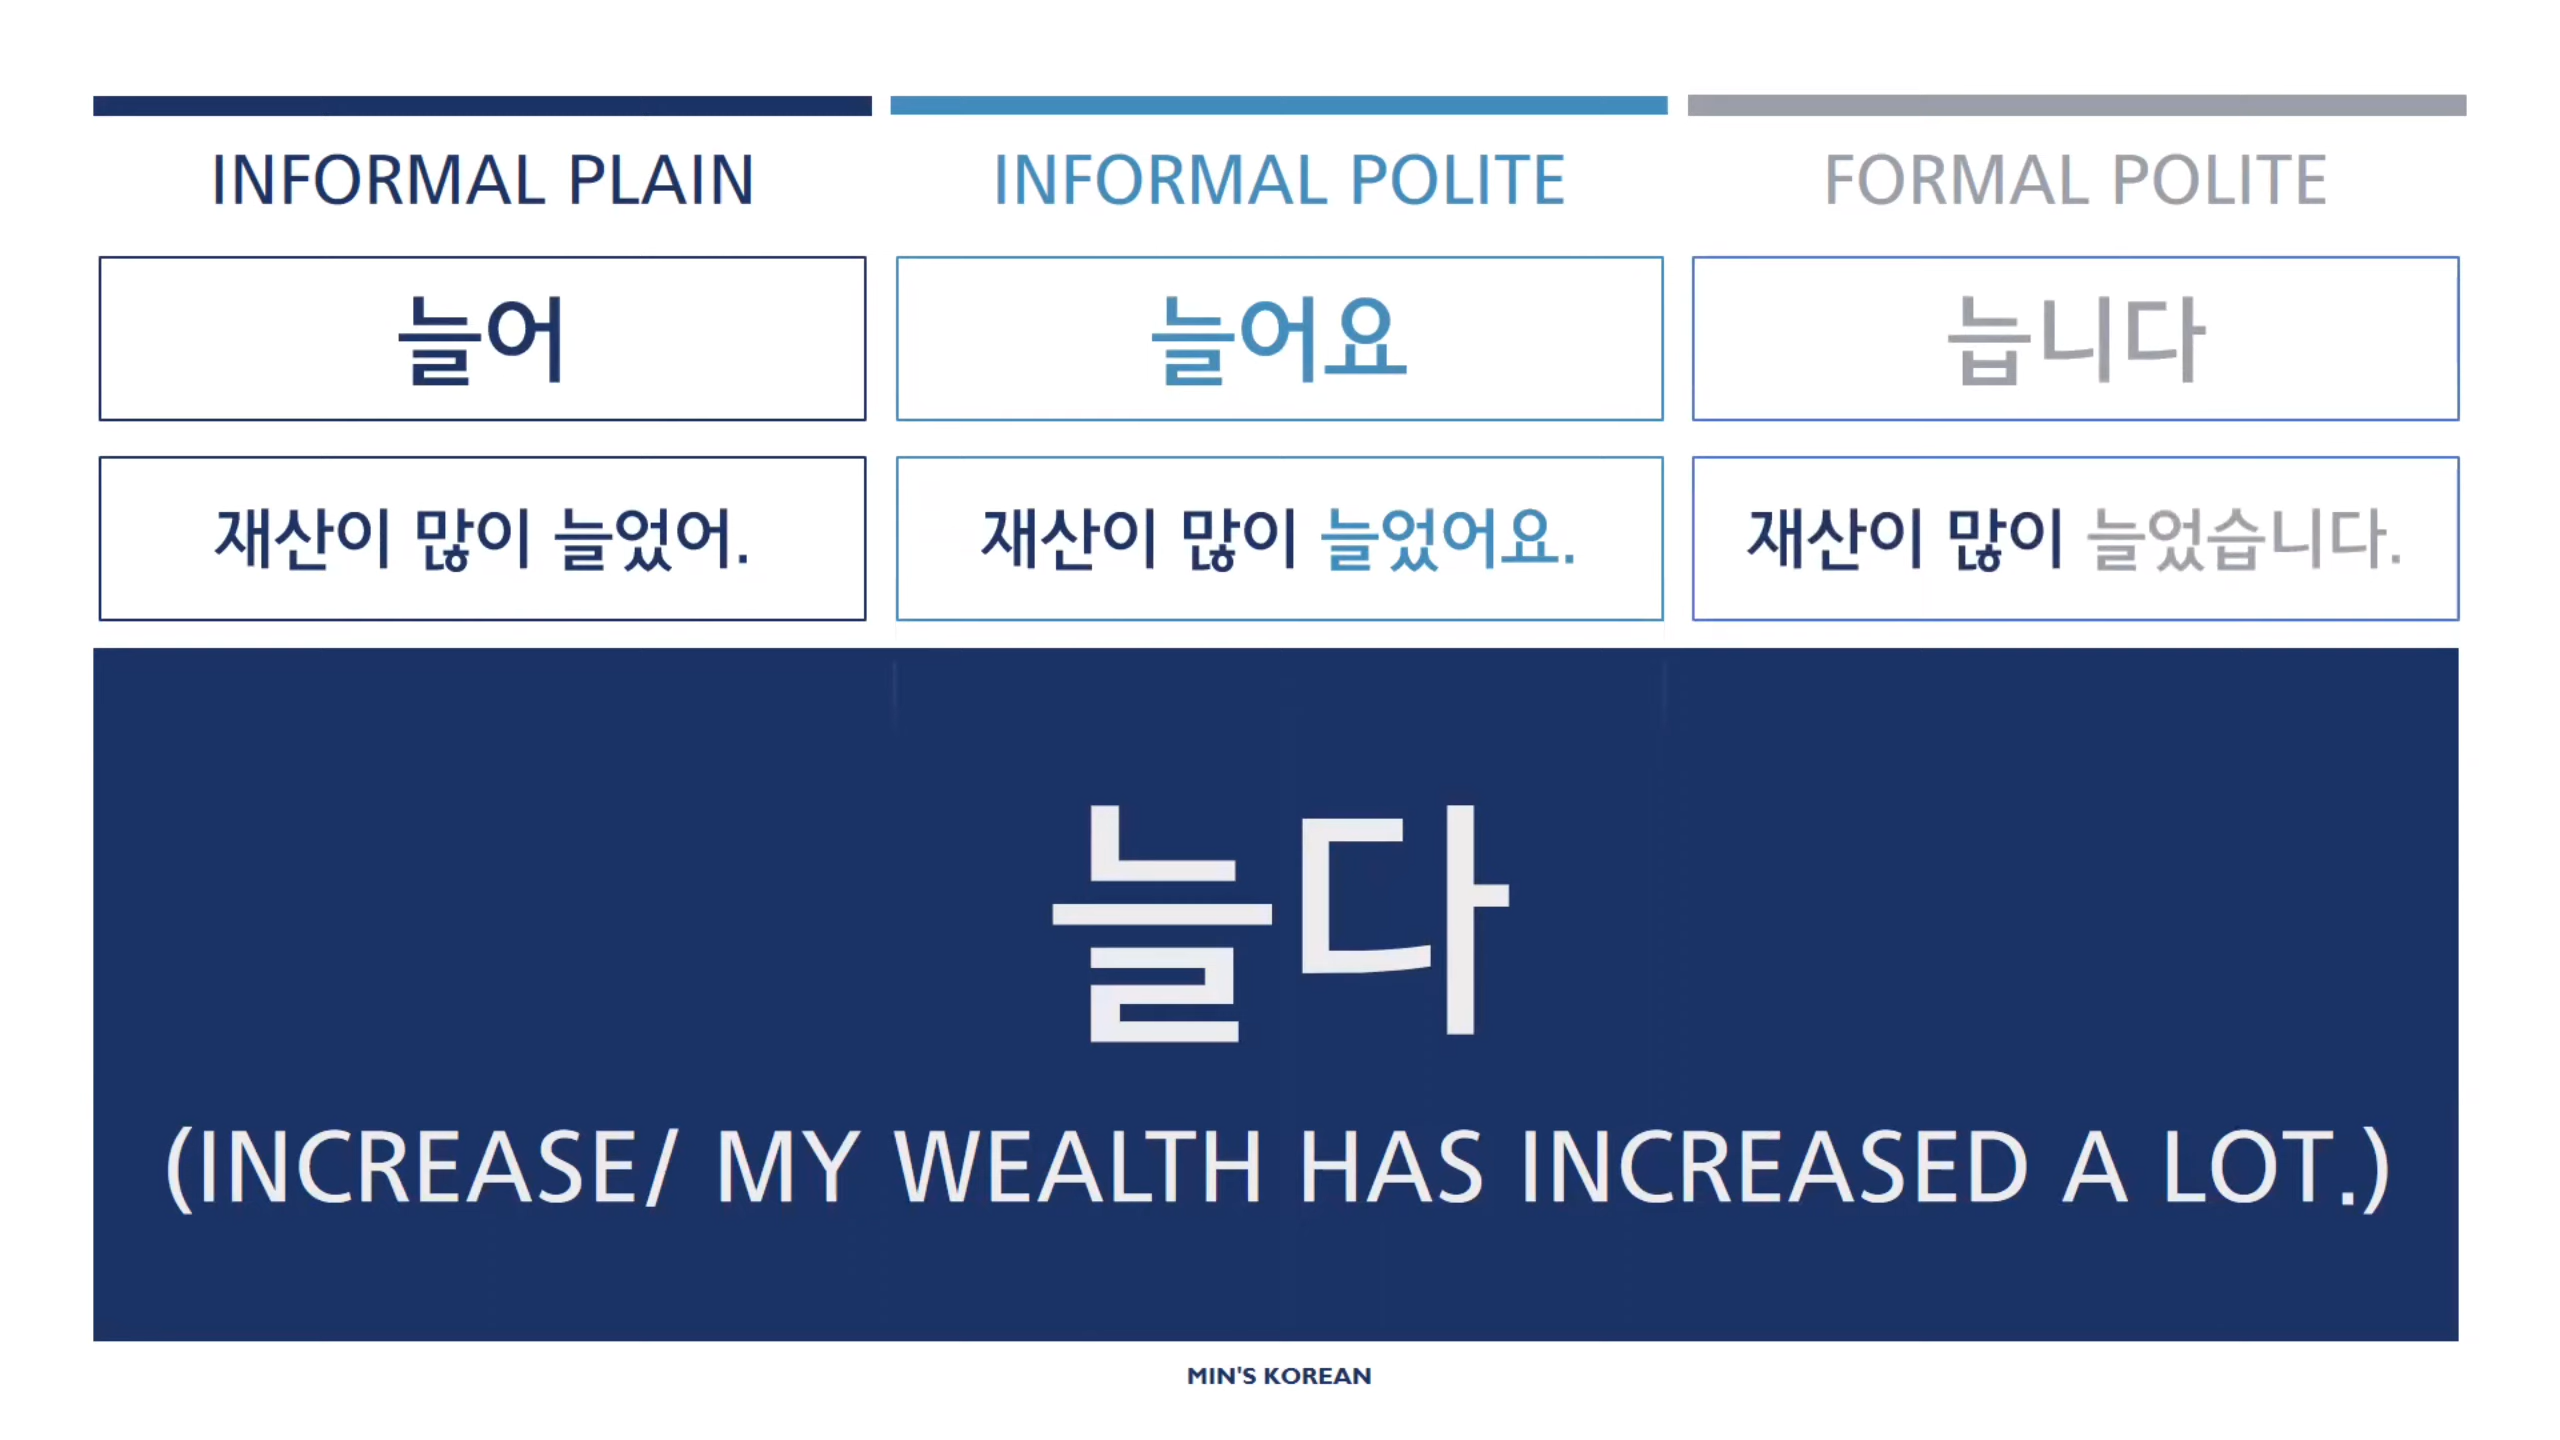 INFORMAL PLAIN
INFORMAL POLITE
FORMAL POLITE
늘어
늘어요
늡니다
재산이 많이 늘었어.
재산이 많이 늘었어요.
재산이 많이 늘었습니다.
늘다
(INCREASE/ MY WEALTH HAS INCREASED A LOT.)
MIN'S KOREAN